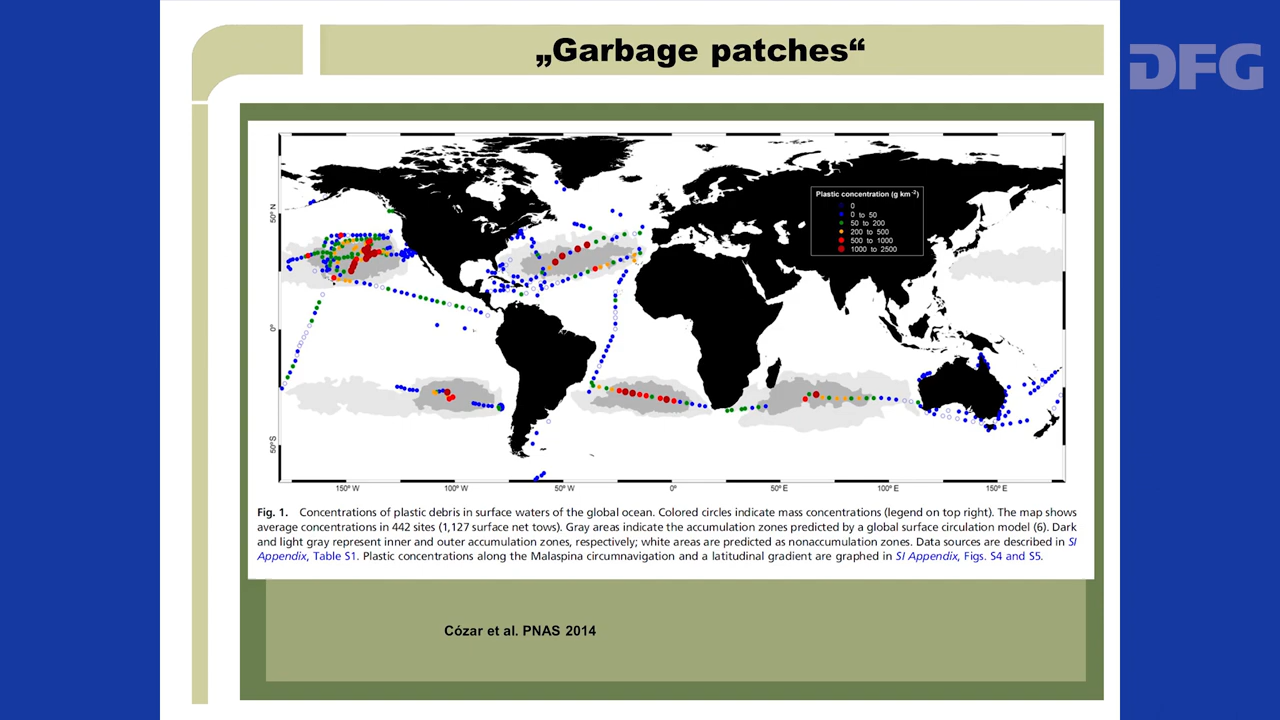 „Garbage patches“
DFG
Plastic concentration (g km⁻²)
0
0 to 50
50 to 200
200 to 500
500 to 1000
1000 to 2500
50° N
0°
50°S
150° W
100° W
50° W
0°
50° E
100° E
150° E
Fig. 1. Concentrations of plastic debris in surface waters of the global ocean. Colored circles indicate mass concentrations (legend on top right). The map shows
average concentrations in 442 sites (1,127 surface net tows). Gray areas indicate the accumulation zones predicted by a global surface circulation model (6). Dark
and light gray represent inner and outer accumulation zones, respectively; white areas are predicted as nonaccumulation zones. Data sources are described in SI
Appendix, Table S1. Plastic concentrations along the Malaspina circumnavigation and a latitudinal gradient are graphed in SI Appendix, Figs. S4 and S5.
Cózar et al. PNAS 2014